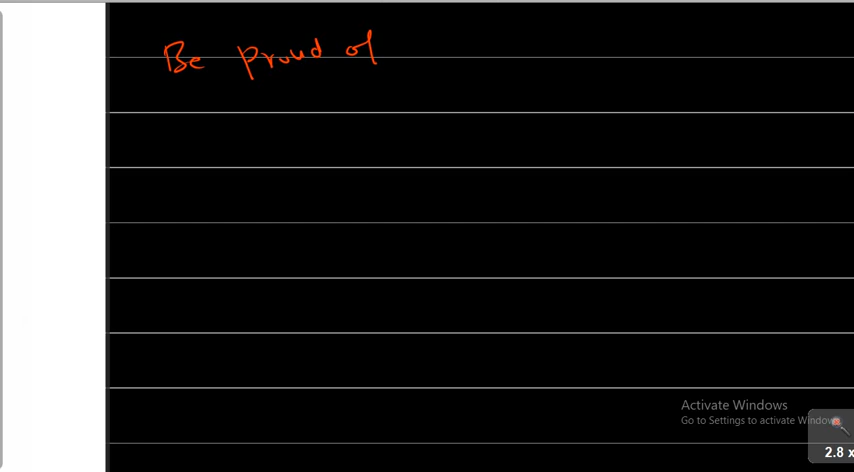 Be proud of
Activate Windows
Go to Settings to activate Windows
2.8 x